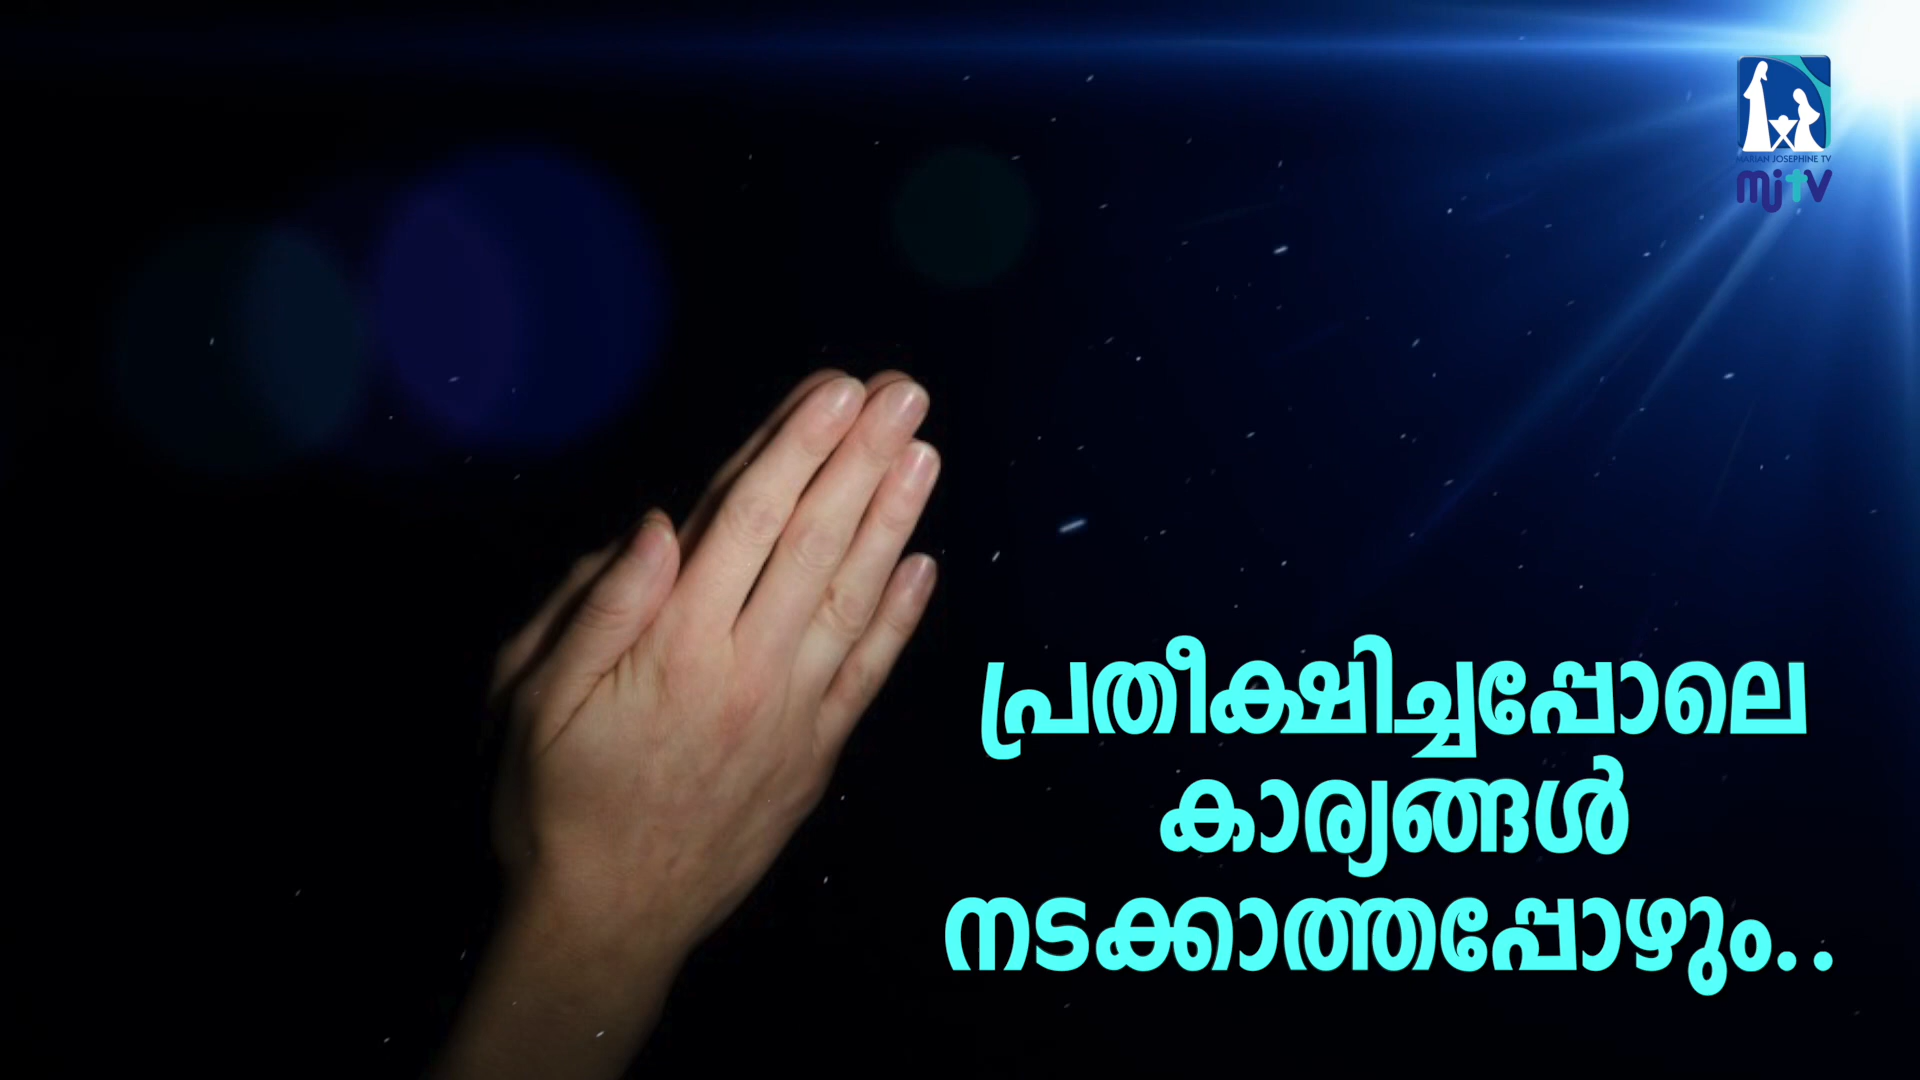 MARIAN JOSEPHINE TV
mjtv
പ്രതീക്ഷിച്ചപ്പോലെ
കാര്യങ്ങൾ
നടക്കാത്തപ്പോഴും..